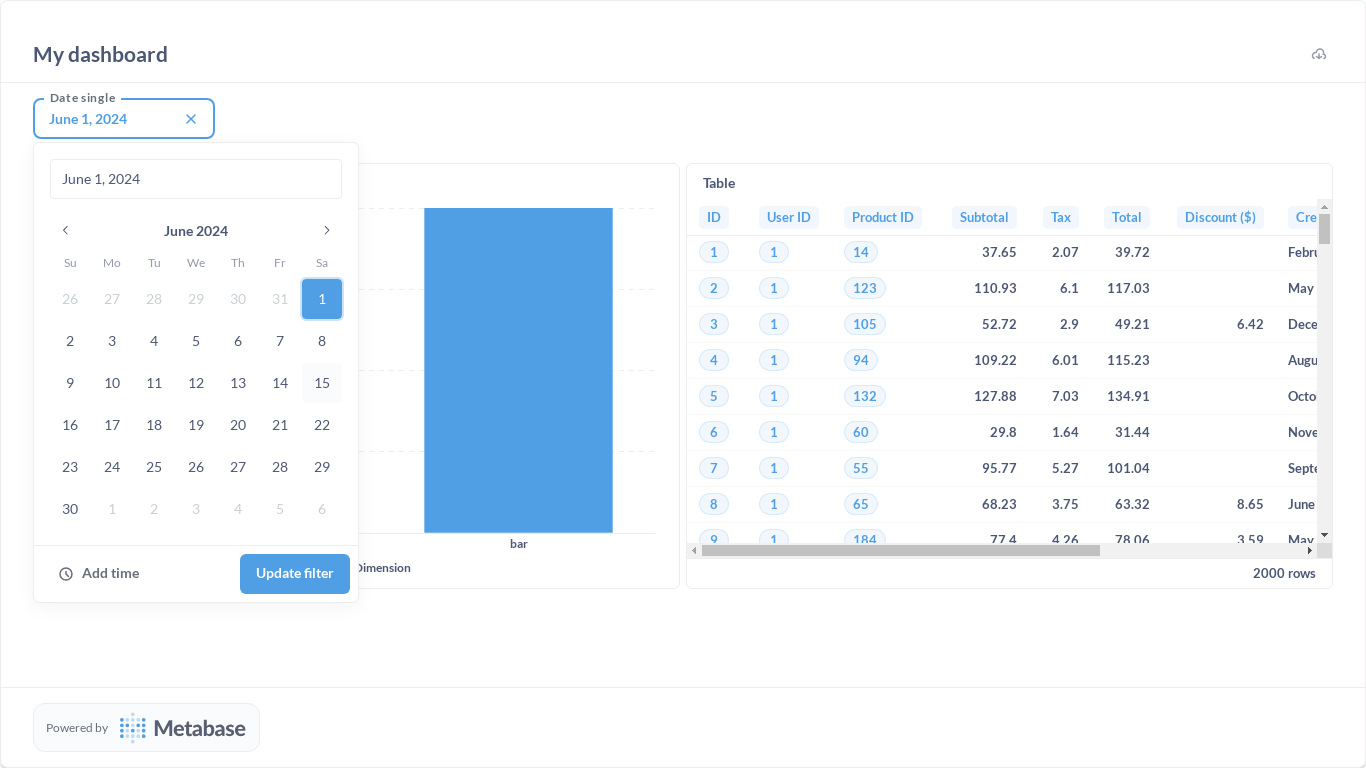 My dashboard
Date single
June 1, 2024
June 1, 2024
June 2024
Su Mo Tu We Th Fr Sa
26 27 28 29 30 31 1
2 3 4 5 6 7 8
9 10 11 12 13 14 15
16 17 18 19 20 21 22
23 24 25 26 27 28 29
30 1 2 3 4 5 6
Add time Update filter
bar
Dimension
Table
ID User ID Product ID Subtotal Tax Total Discount ($) Cre
1 1 14 37.65 2.07 39.72 Febru
2 1 123 110.93 6.1 117.03 May
3 1 105 52.72 2.9 49.21 6.42 Dece
4 1 94 109.22 6.01 115.23 Augu
5 1 132 127.88 7.03 134.91 Octo
6 1 60 29.8 1.64 31.44 Nove
7 1 55 95.77 5.27 101.04 Septe
8 1 65 68.23 3.75 63.32 8.65 June
9 1 184 77.4 4.26 78.06 3.59 May
2000 rows
Powered by Metabase